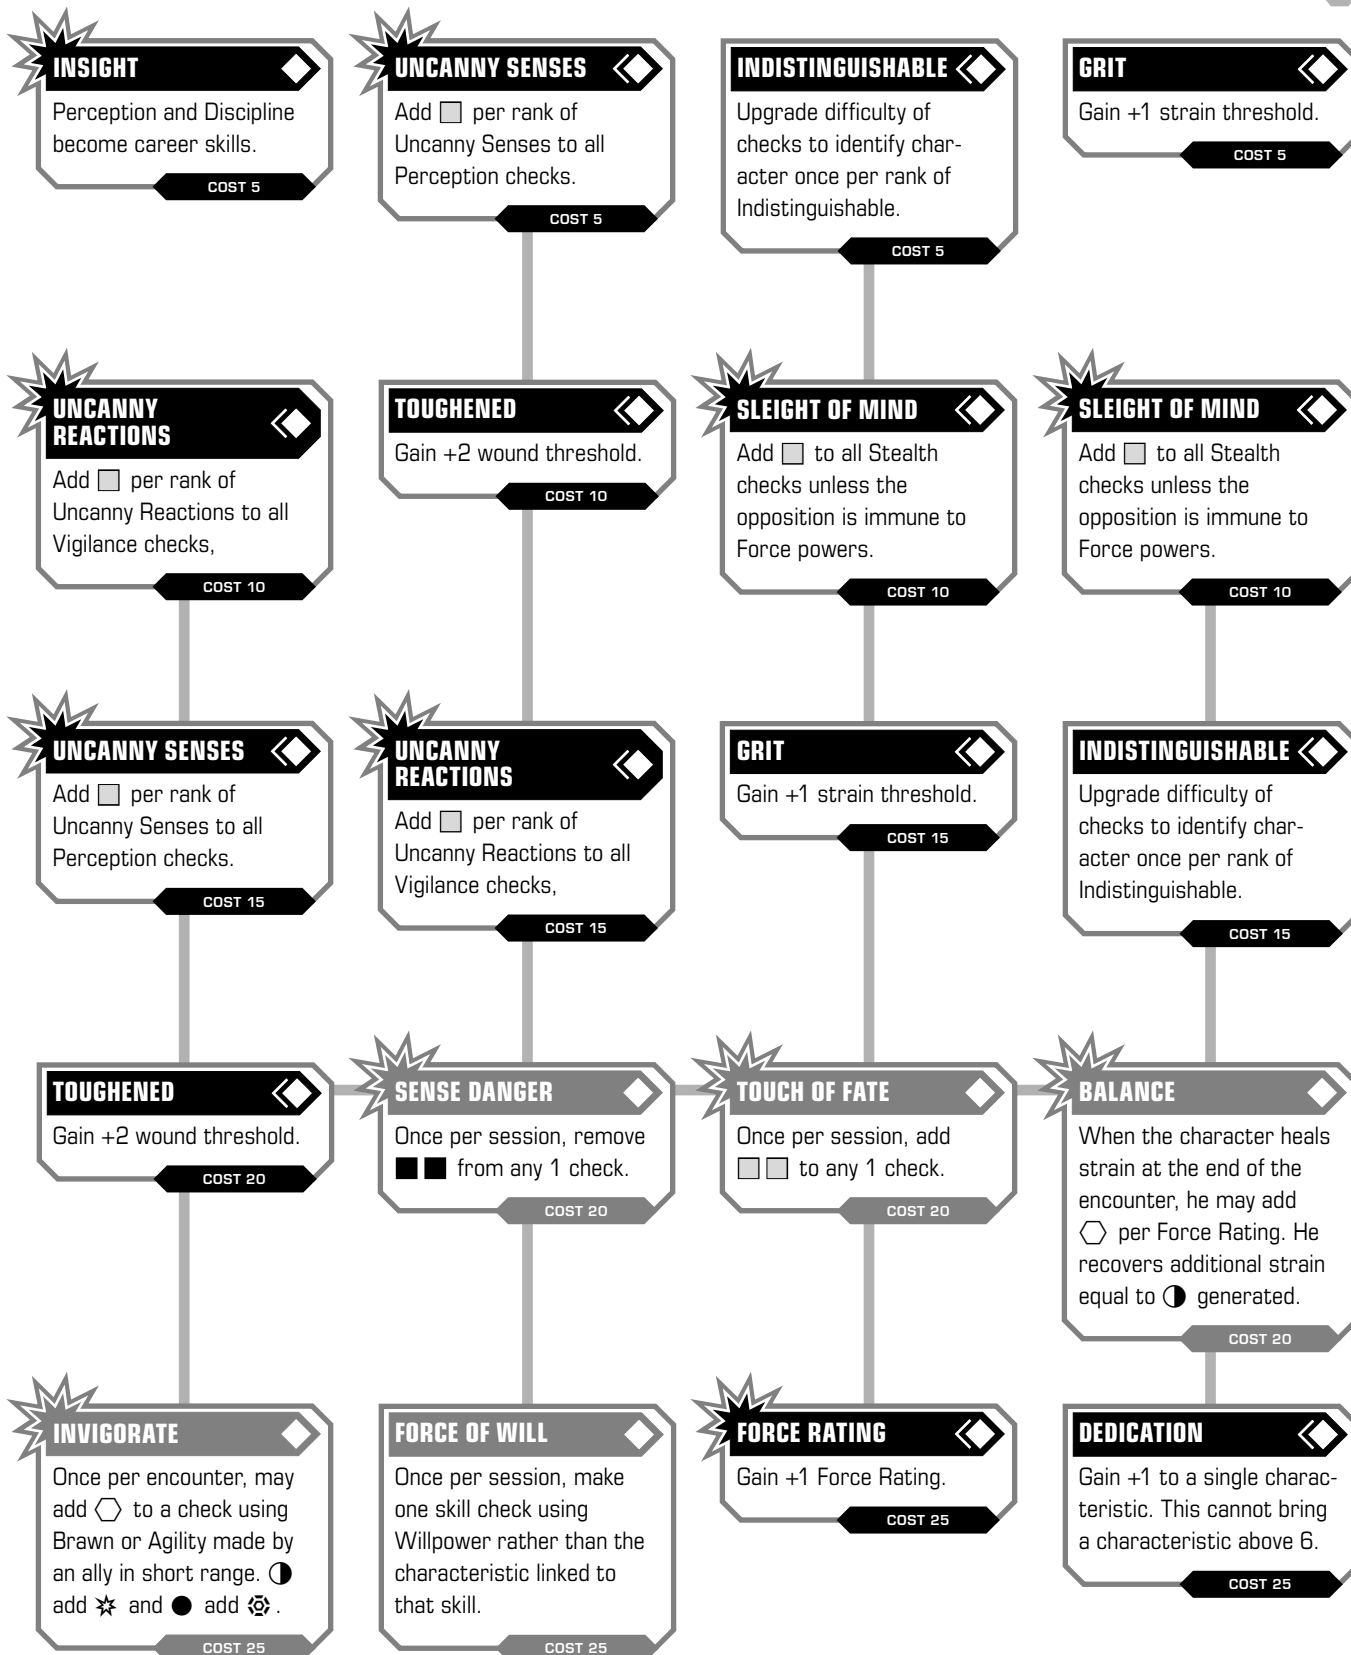 INSIGHT
Perception and Discipline
become career skills.
COST 5
UNCANNY SENSES
Add per rank of
Uncanny Senses to all
Perception checks.
COST 5
INDISTINGUISHABLE
Upgrade difficulty of
checks to identify char-
acter once per rank of
Indistinguishable.
COST 5
GRIT
Gain +1 strain threshold.
COST 5
UNCANNY
REACTIONS
Add per rank of
Uncanny Reactions to all
Vigilance checks,
COST 10
TOUGHENED
Gain +2 wound threshold.
COST 10
SLEIGHT OF MIND
Add to all Stealth
checks unless the
opposition is immune to
Force powers.
COST 10
SLEIGHT OF MIND
Add to all Stealth
checks unless the
opposition is immune to
Force powers.
COST 10
UNCANNY SENSES
Add per rank of
Uncanny Senses to all
Perception checks.
COST 15
UNCANNY
REACTIONS
Add per rank of
Uncanny Reactions to all
Vigilance checks,
COST 15
GRIT
Gain +1 strain threshold.
COST 15
INDISTINGUISHABLE
Upgrade difficulty of
checks to identify char-
acter once per rank of
Indistinguishable.
COST 15
TOUGHENED
Gain +2 wound threshold.
COST 20
SENSE DANGER
Once per session, remove
from any 1 check.
COST 20
TOUCH OF FATE
Once per session, add
to any 1 check.
COST 20
BALANCE
When the character heals
strain at the end of the
encounter, he may add
per Force Rating. He
recovers additional strain
equal to generated.
COST 20
INVIGORATE
Once per encounter, may
add to a check using
Brawn or Agility made by
an ally in short range.
add and add .
COST 25
FORCE OF WILL
Once per session, make
one skill check using
Willpower rather than the
characteristic linked to
that skill.
COST 25
FORCE RATING
Gain +1 Force Rating.
COST 25
DEDICATION
Gain +1 to a single charac-
teristic. This cannot bring
a characteristic above 6.
COST 25